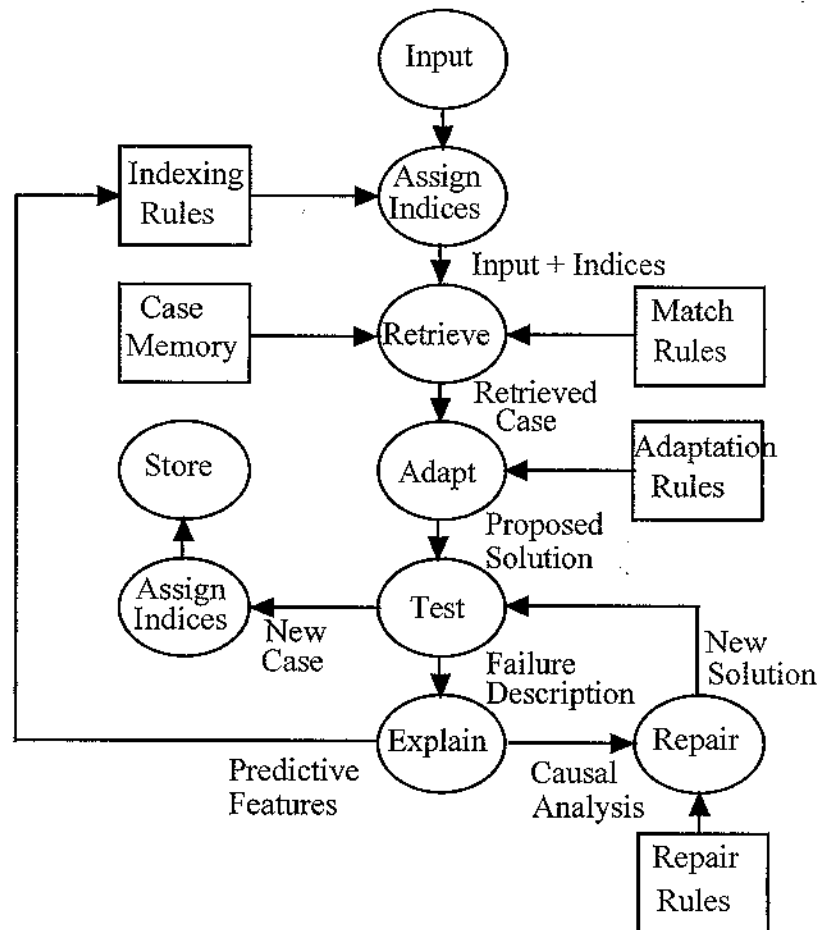 Input
Indexing
Rules
Assign
Indices
Input + Indices
Case
Memory
Retrieve
Match
Rules
Retrieved
Case
Store
Adapt
Adaptation
Rules
Proposed
Solution
Assign
Indices
Test
New
Case
New
Solution
Failure
Description
Explain
Repair
Predictive
Features
Causal
Analysis
Repair
Rules